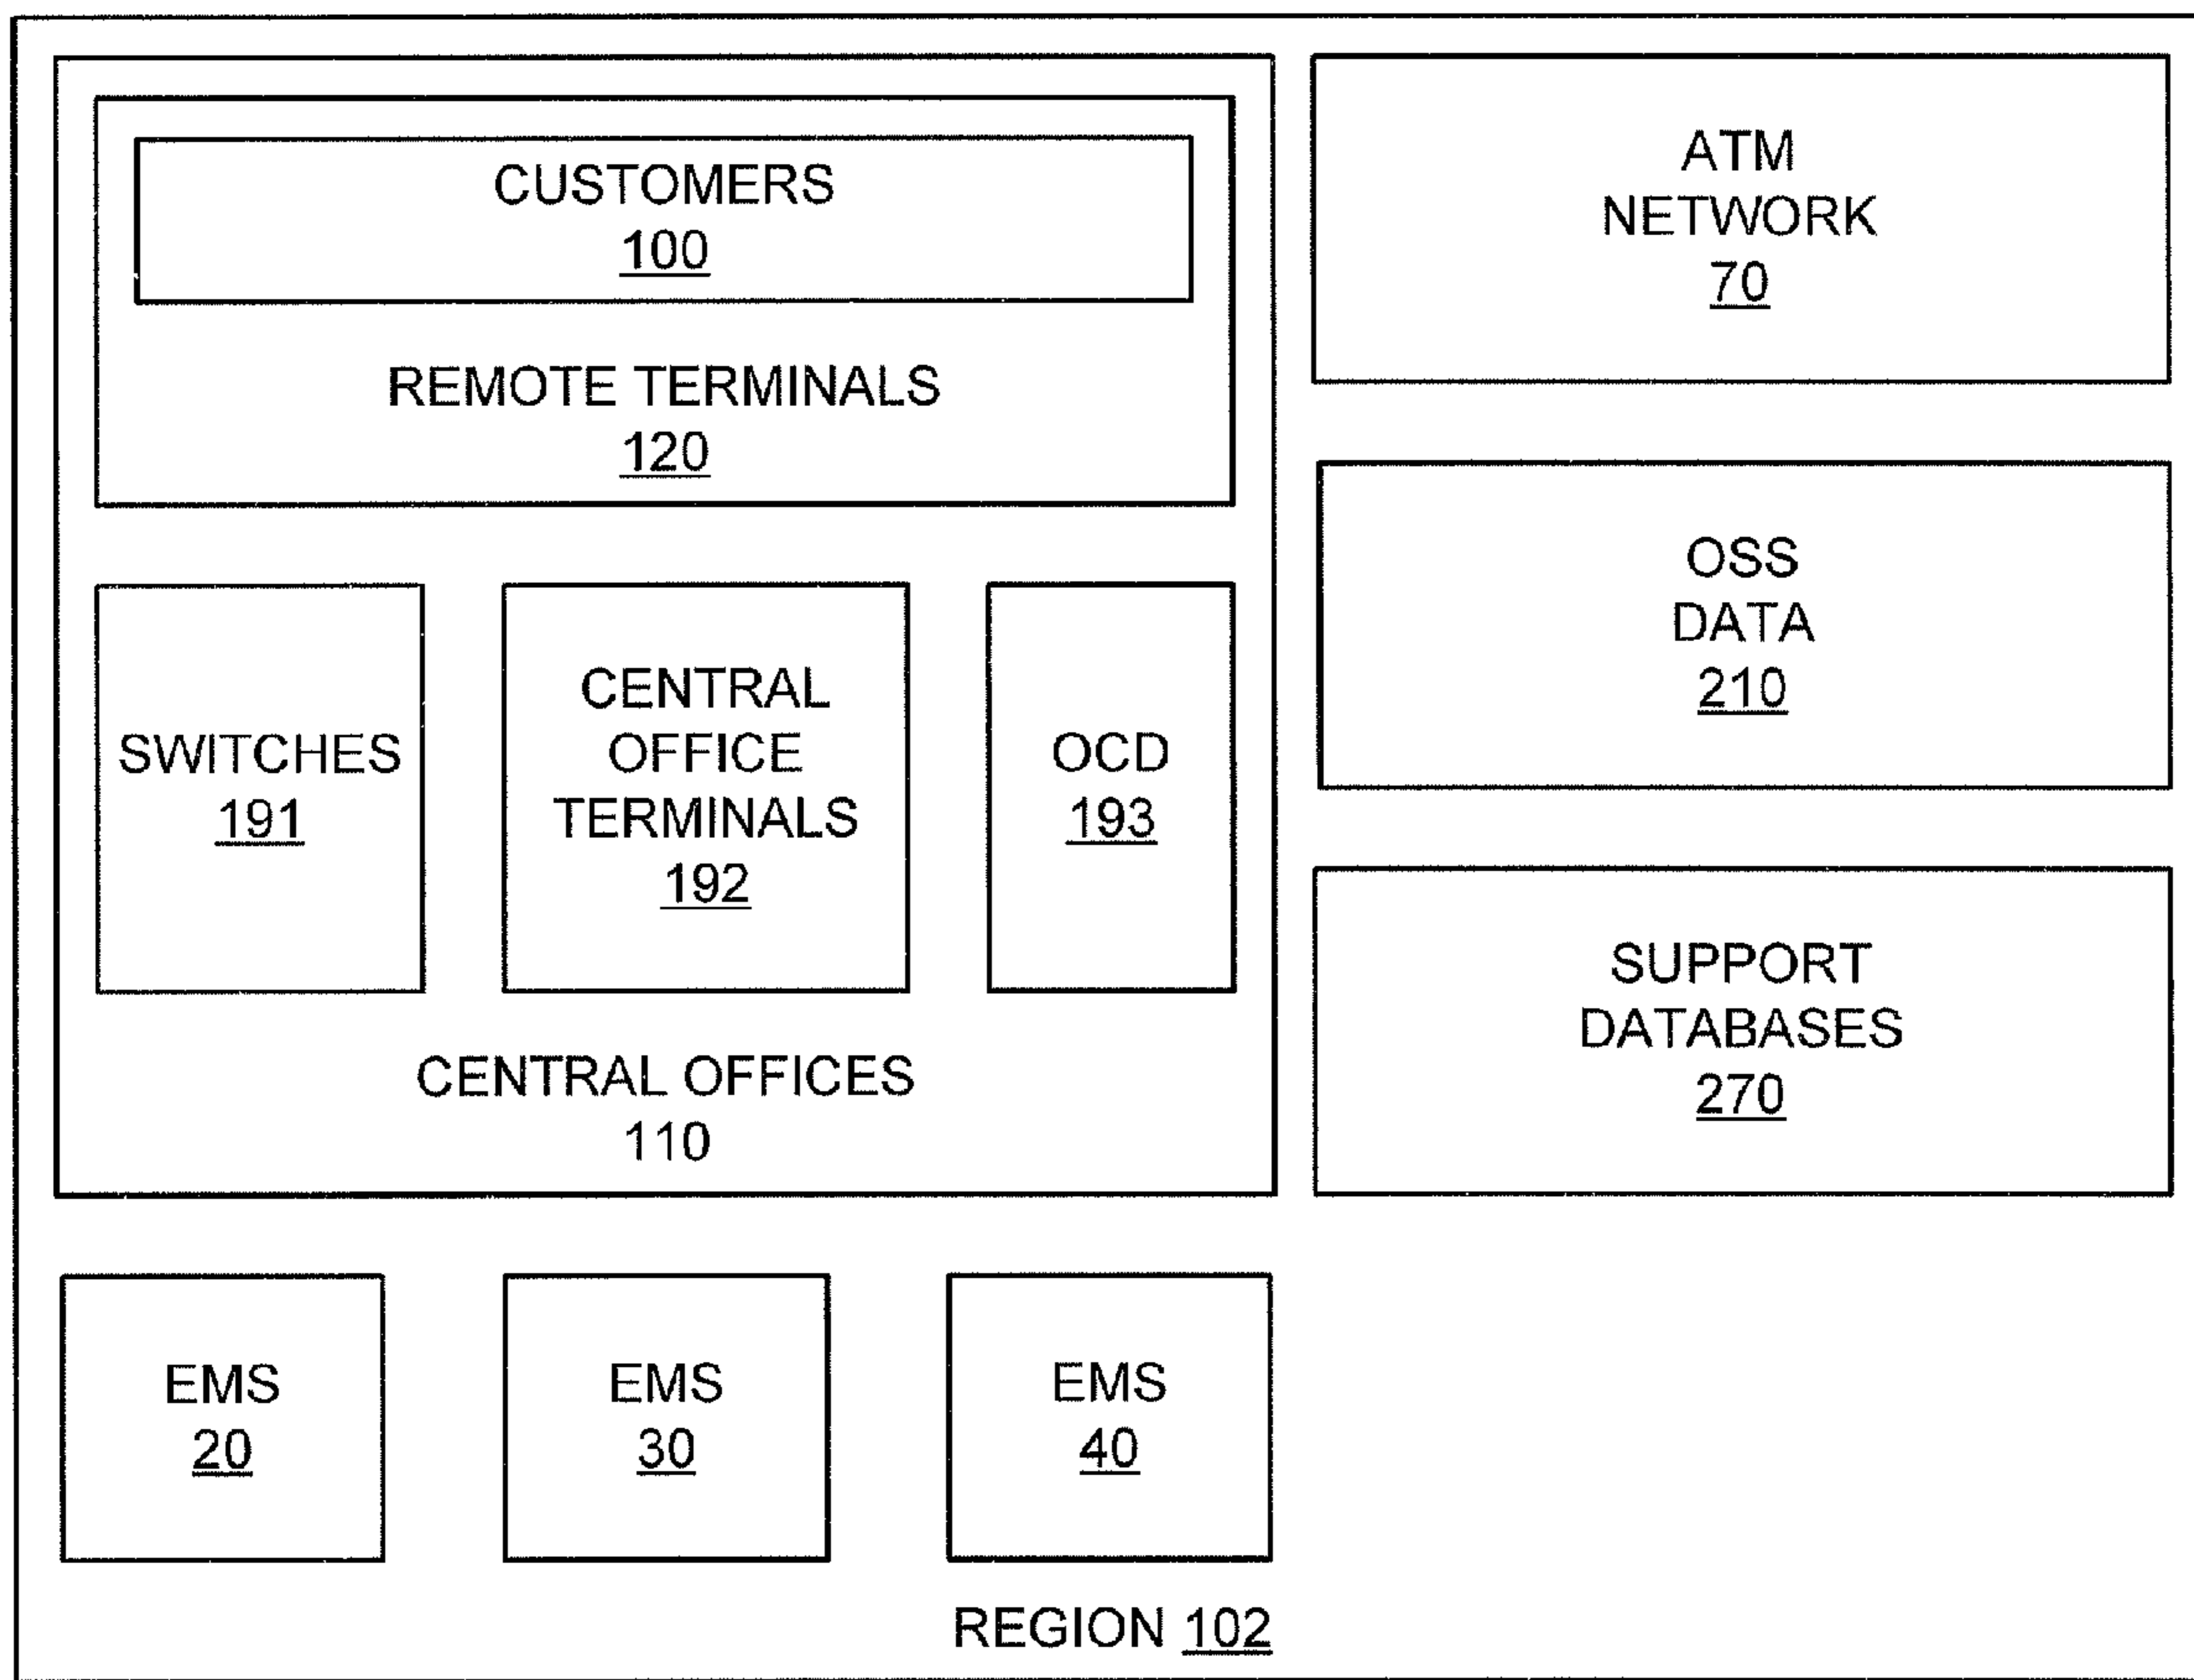 CUSTOMERS
100
REMOTE TERMINALS
120
SWITCHES
191
CENTRAL
OFFICE
TERMINALS
192
OCD
193
CENTRAL OFFICES
110
ATM
NETWORK
70
OSS
DATA
210
SUPPORT
DATABASES
270
EMS
20
EMS
30
EMS
40
REGION 102